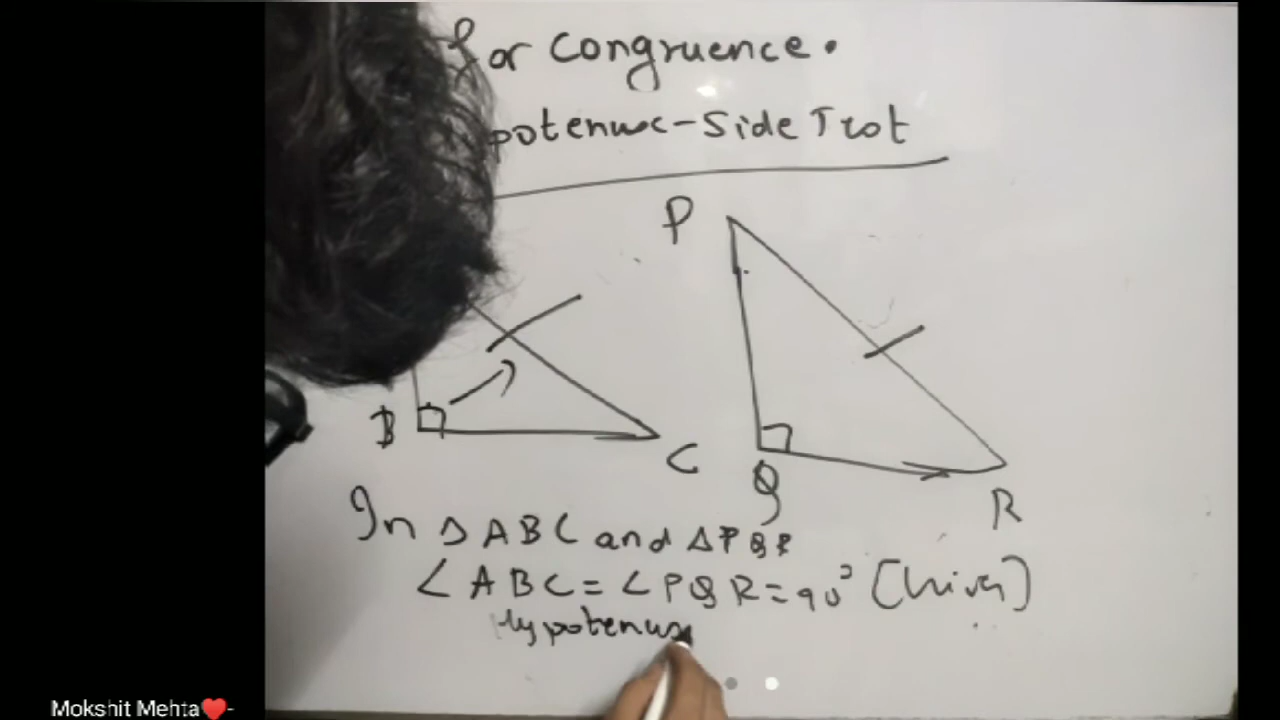 for Congruence.
potenuse-Side Test
P
B
C
Q
R
In Δ ABC and Δ PQR
∠ ABC = ∠ PQR = 90° (Given)
Hypotenuse
Mokshit Mehta❤️-